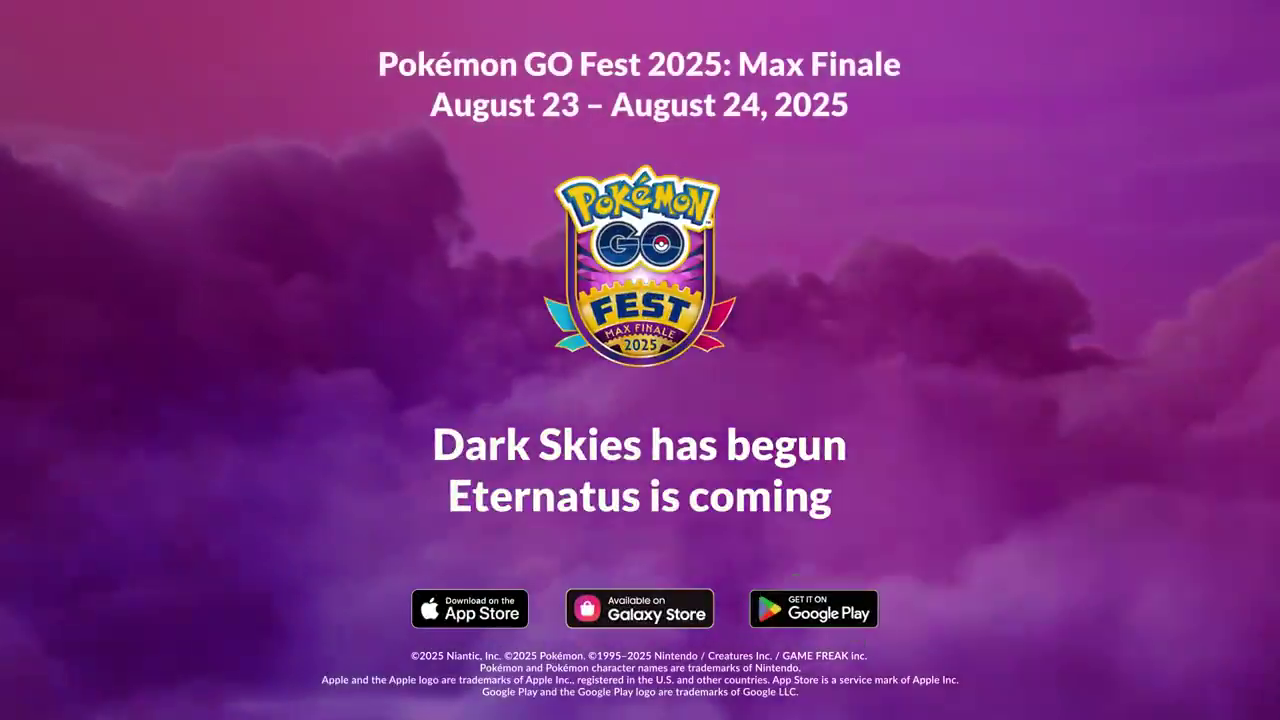 Pokémon GO Fest 2025: Max Finale
August 23 – August 24, 2025
POKéMON
GO
FEST
MAX FINALE
2025
Dark Skies has begun
Eternatus is coming
Download on the
App Store
Available on
Galaxy Store
GET IT ON
Google Play
©2025 Niantic, Inc. ©2025 Pokémon. ©1995–2025 Nintendo / Creatures Inc. / GAME FREAK inc.
Pokémon and Pokémon character names are trademarks of Nintendo.
Apple and the Apple logo are trademarks of Apple Inc., registered in the U.S. and other countries. App Store is a service mark of Apple Inc.
Google Play and the Google Play logo are trademarks of Google LLC.